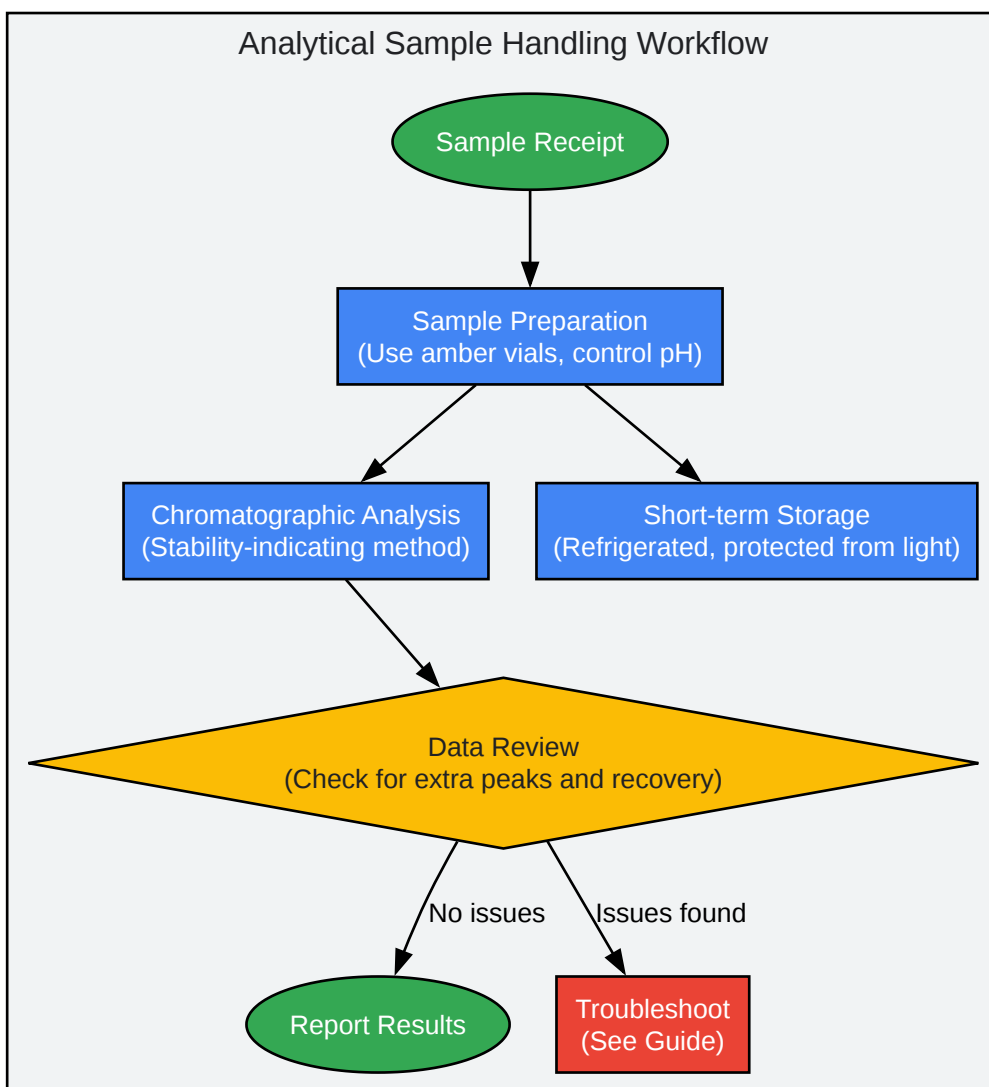 Analytical Sample Handling Workflow
Sample Receipt
Sample Preparation
(Use amber vials, control pH)
Chromatographic Analysis
(Stability-indicating method)
Short-term Storage
(Refrigerated, protected from light)
Data Review
(Check for extra peaks and recovery)
No issues
Issues found
Report Results
Troubleshoot
(See Guide)